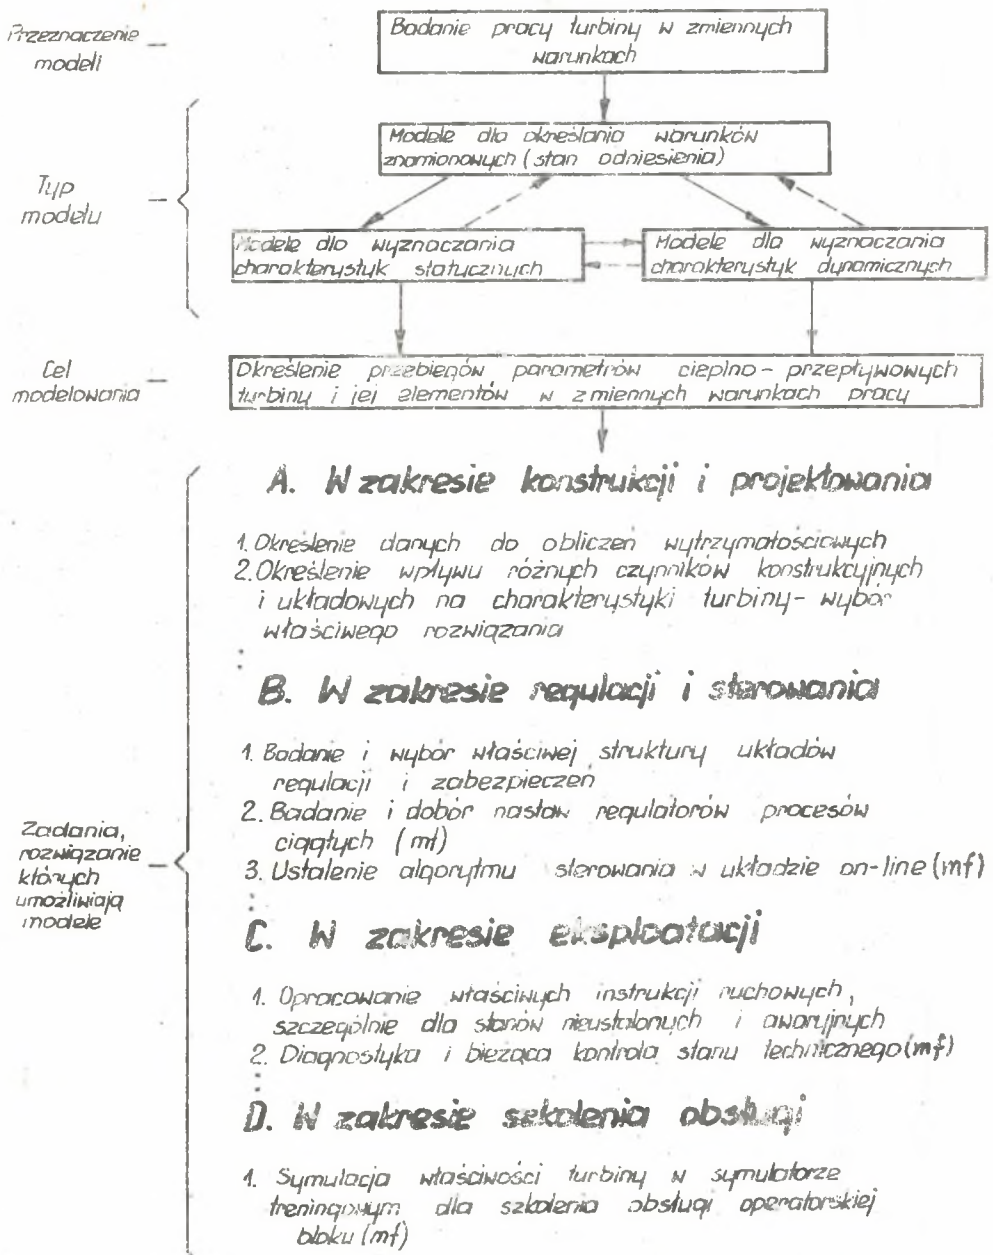 Przeznaczenie
modeli
Badanie pracy turbiny w zmiennych
warunkach
Typ
modelu
Modele dla określania warunków
znamionowych (stan odniesienia)
Modele dla wyznaczania
charakterystyk statycznych
Modele dla wyznaczania
charakterystyk dynamicznych
Cel
modelowania
Określenie przebiegów parametrów cieplno-przepływowych
turbiny i jej elementów w zmiennych warunkach pracy
Zadania,
rozwiązanie
których
umożliwiają
modele
A. W zakresie konstrukcji i projektowania
1. Określenie danych do obliczeń wytrzymałościowych
2. Określenie wpływu różnych czynników konstrukcyjnych
i układowych na charakterystyki turbiny - wybór
właściwego rozwiązania
B. W zakresie regulacji i sterowania
1. Badanie i wybór właściwej struktury układów
regulacji i zabezpieczeń
2. Badanie i dobór nastaw regulatorów procesów
ciągłych (mf)
3. Ustalenie algorytmu sterowania w układzie on-line (mf)
C. W zakresie eksploatacji
1. Opracowanie właściwych instrukcji ruchowych,
szczególnie dla stanów nieustalonych i awaryjnych
2. Diagnostyka i bieżąca kontrola stanu technicznego (mf)
D. W zakresie szkolenia obsługi
1. Symulacja właściwości turbiny w symulatorze
treningowym dla szkolenia obsługi operatorskiej
bloku (mf)